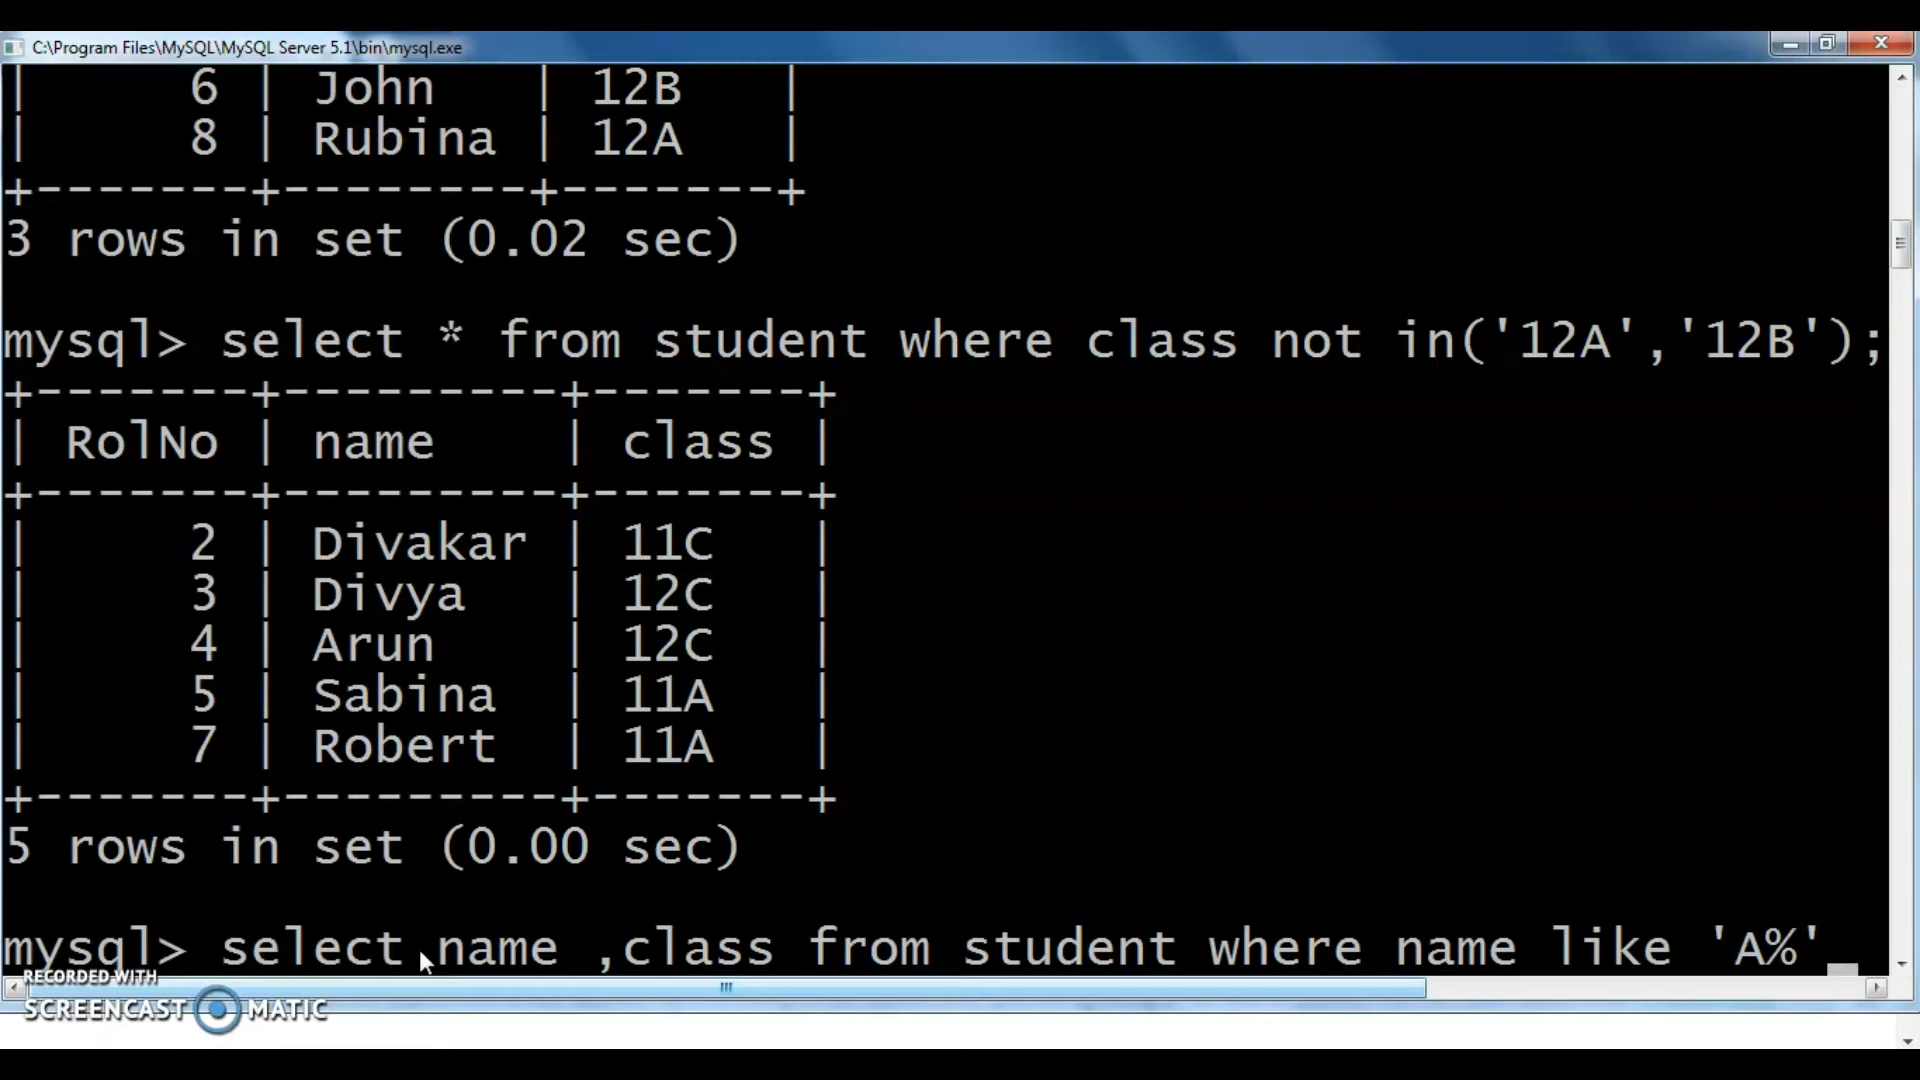 C:\Program Files\MySQL\MySQL Server 5.1\bin\mysql.exe
|      6 | John   | 12B   |
|      8 | Rubina | 12A   |
+-------+--------+-------+
3 rows in set (0.02 sec)
mysql> select * from student where class not in('12A','12B');
+-------+---------+-------+
| RolNo | name    | class |
+-------+---------+-------+
|     2 | Divakar | 11C   |
|     3 | Divya   | 12C   |
|     4 | Arun    | 12C   |
|     5 | Sabina  | 11A   |
|     7 | Robert  | 11A   |
+-------+---------+-------+
5 rows in set (0.00 sec)
mysql> select name ,class from student where name like 'A%'_
RECORDED WITH
SCREENCAST MATIC